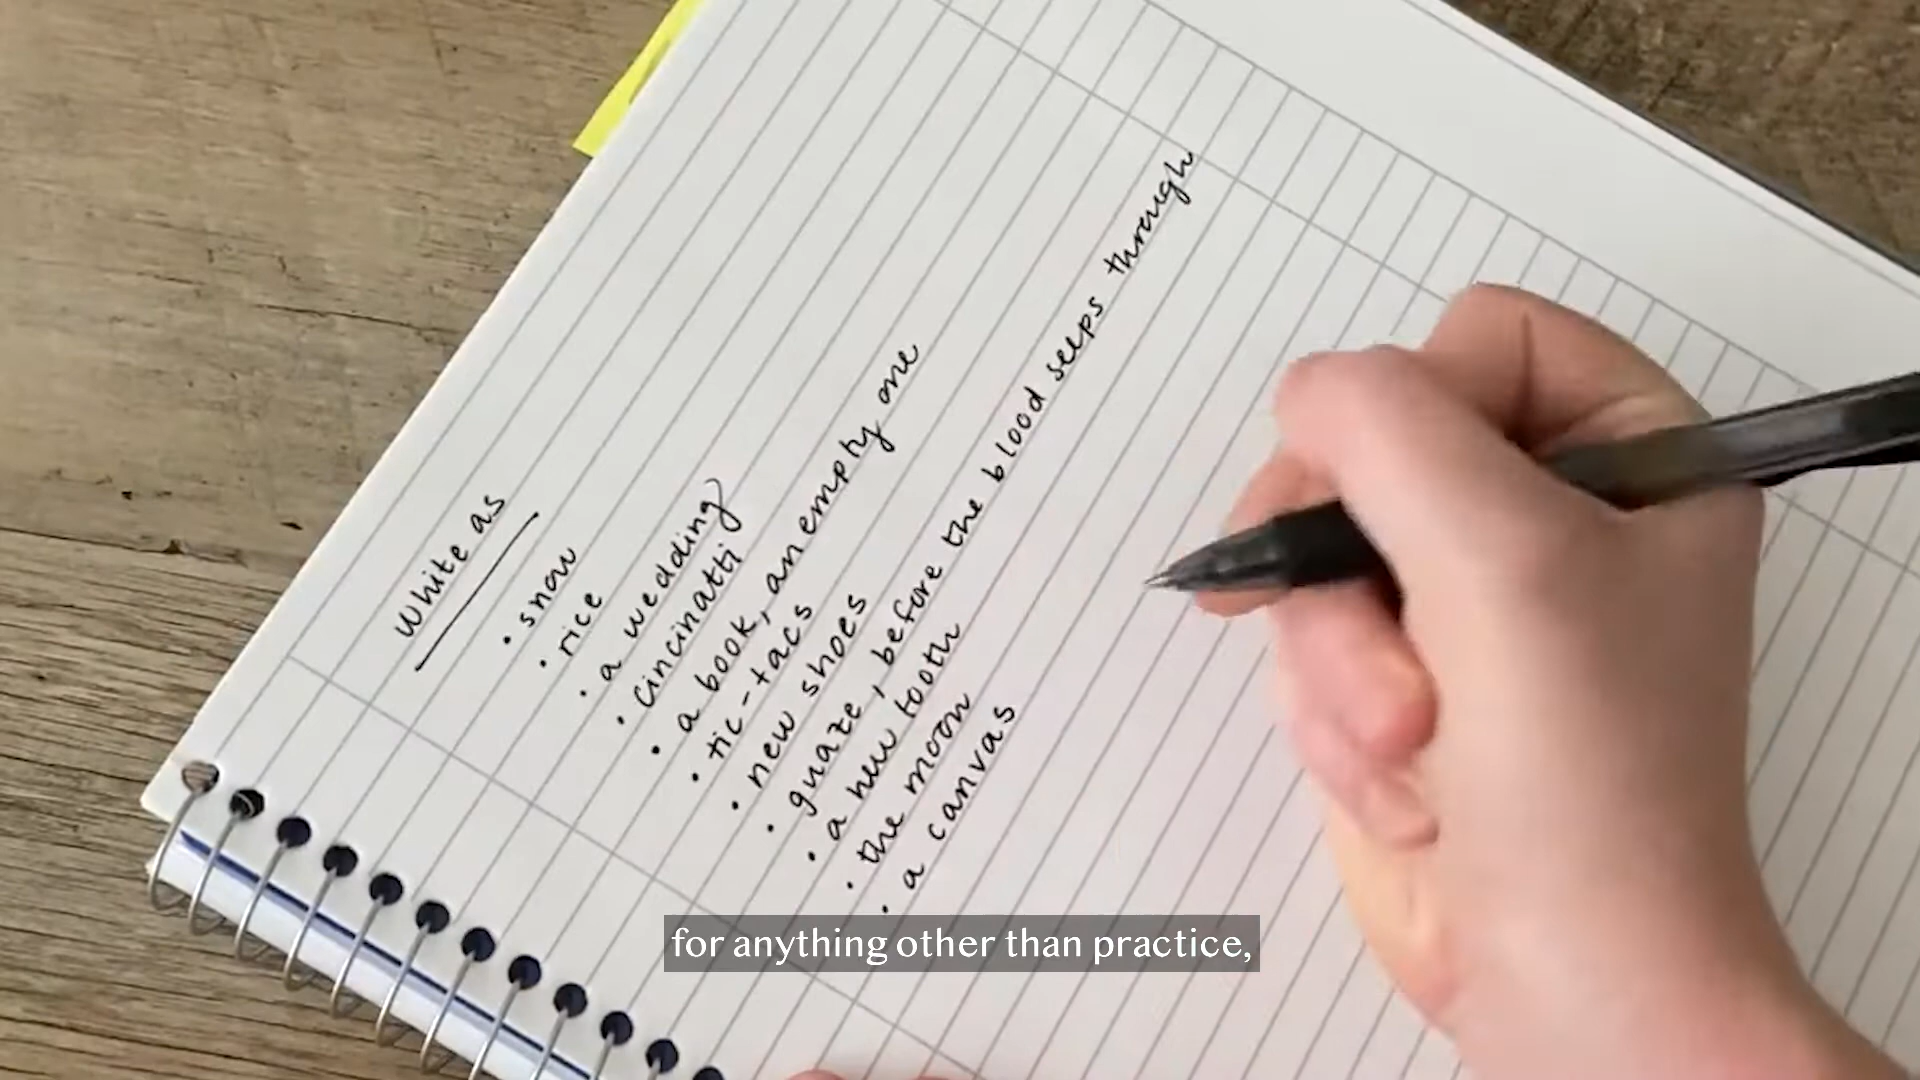 White as
• snow
• rice
• a wedding
• cincinatti
• a book, an empty one
• tic-tacs
• new shoes
• guaze, before the blood seeps through
• a new tooth
• the moon
• a canvas
for anything other than practice,